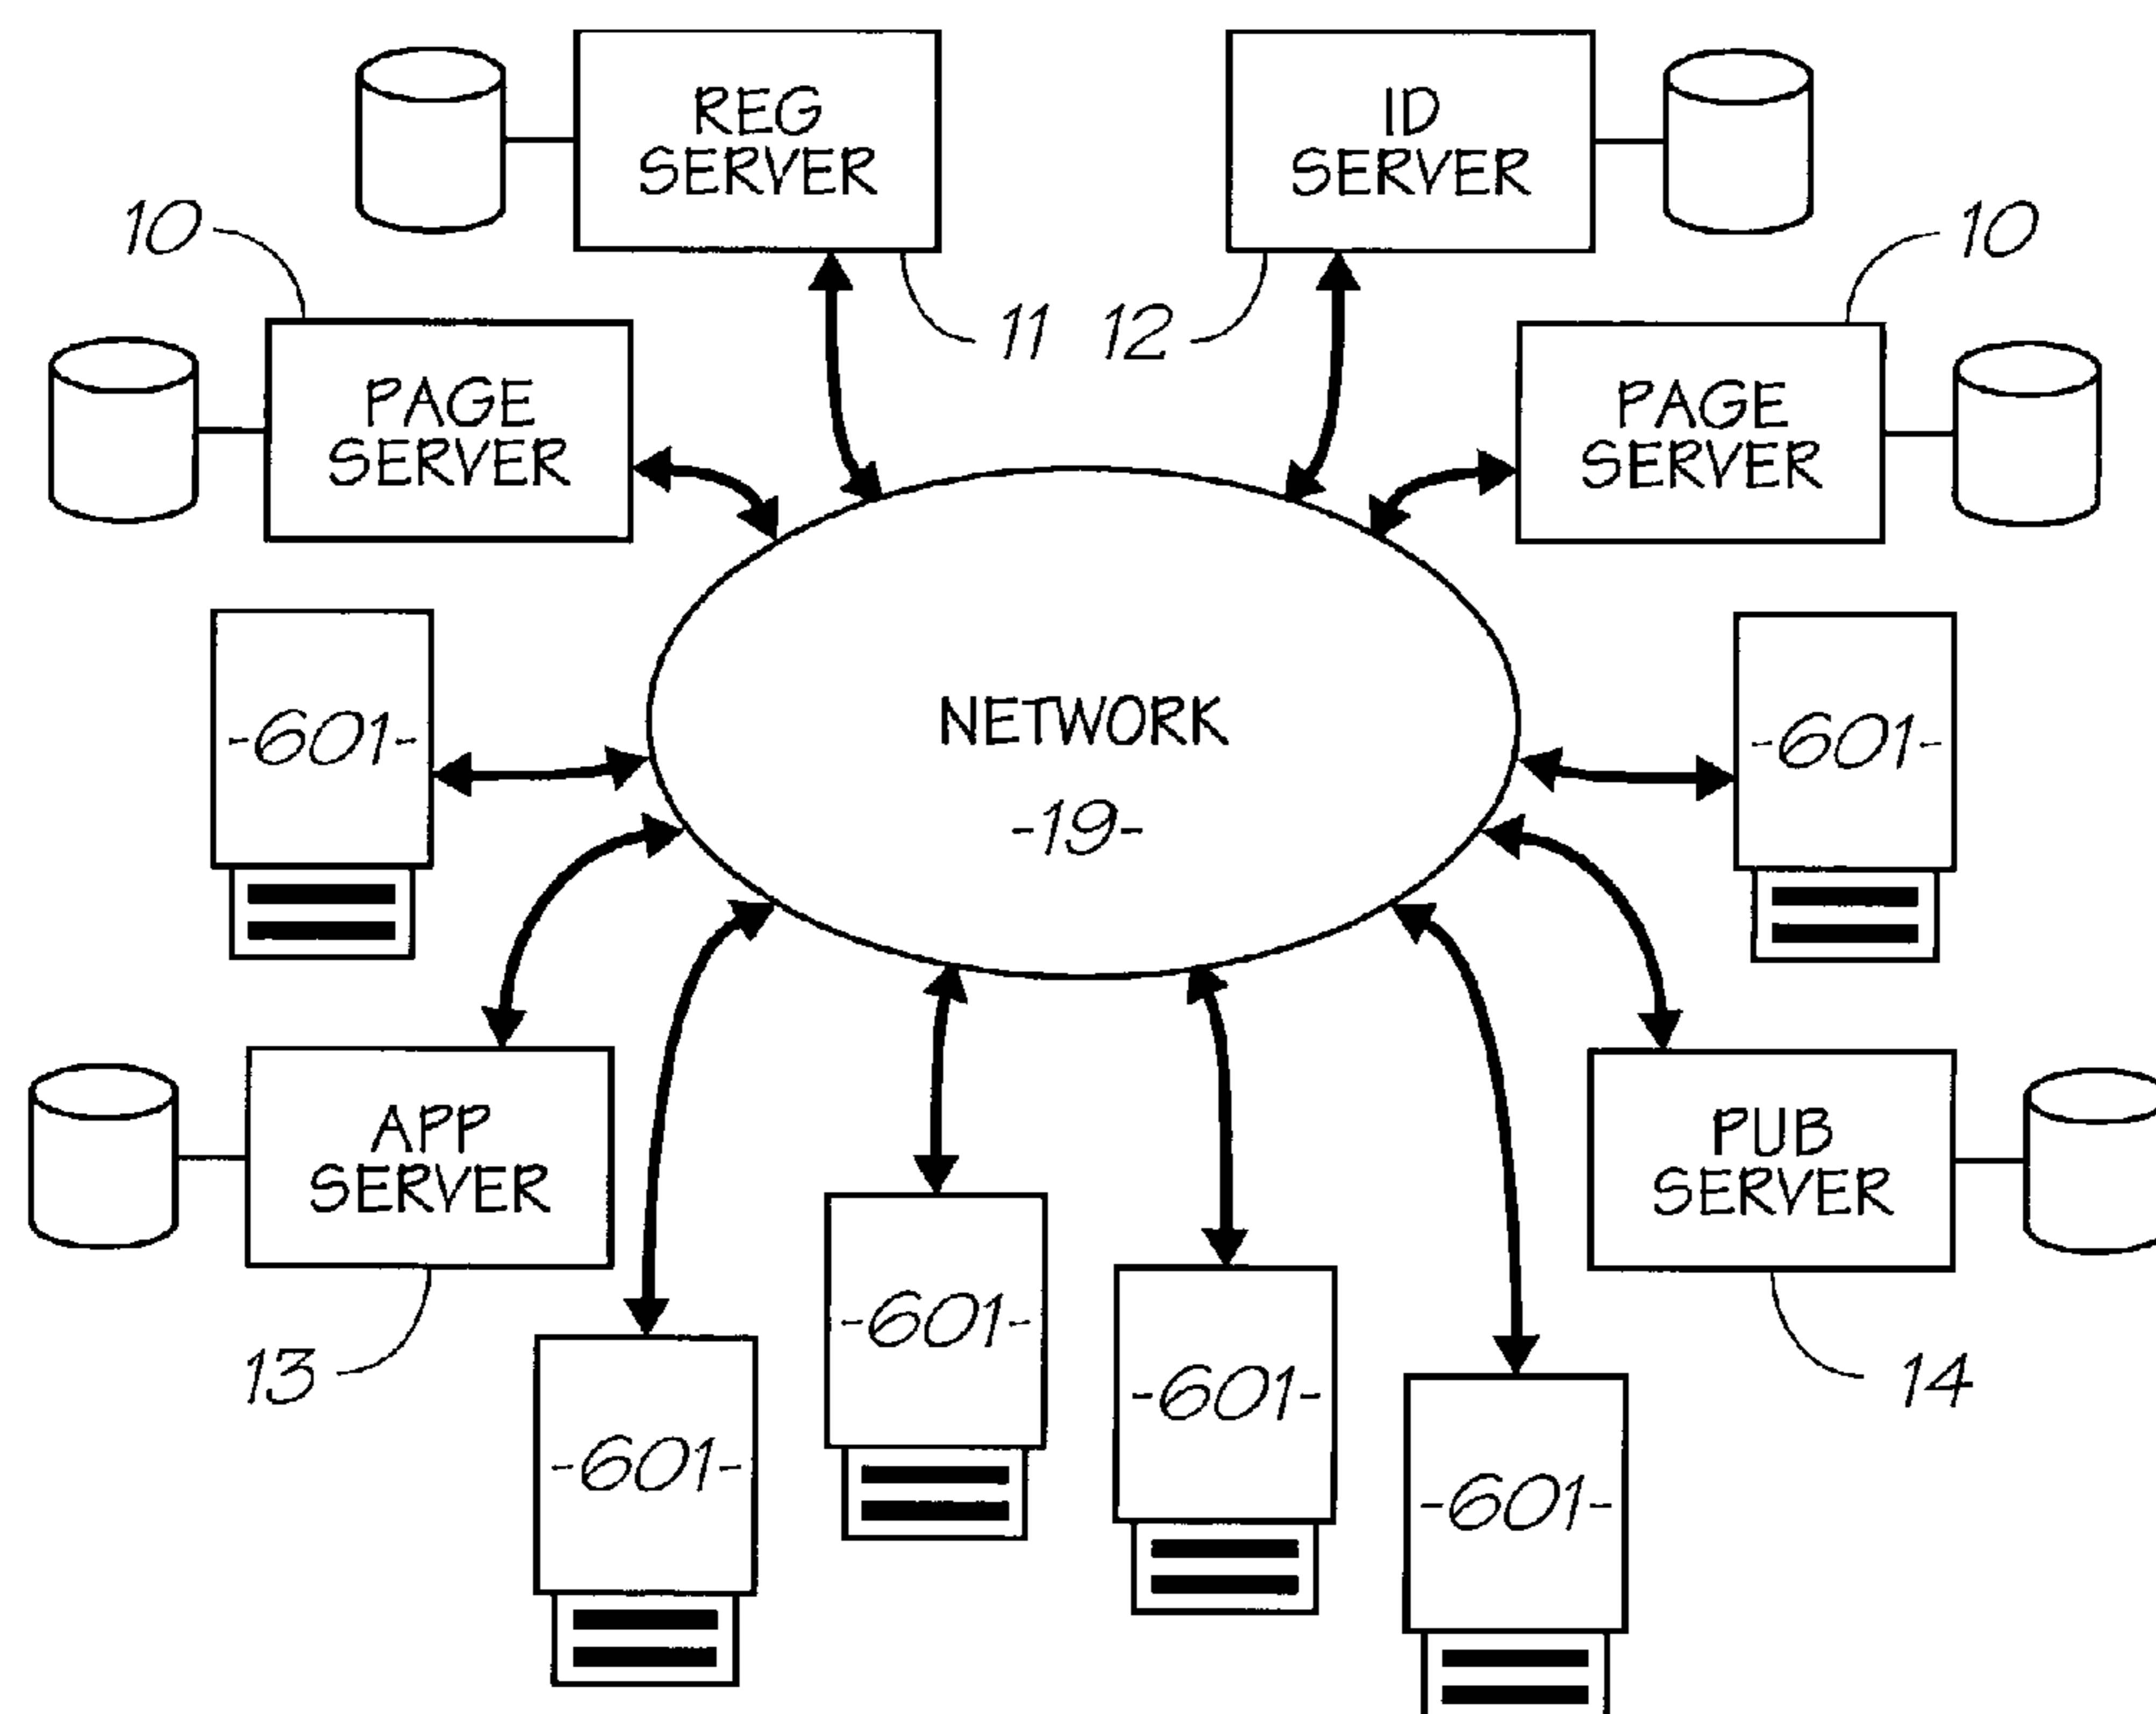 REG
SERVER
ID
SERVER
10
10
11
12
PAGE
SERVER
PAGE
SERVER
-601-
NETWORK
-19-
-601-
APP
SERVER
PUB
SERVER
-601-
-601-
-601-
-601-
13
14